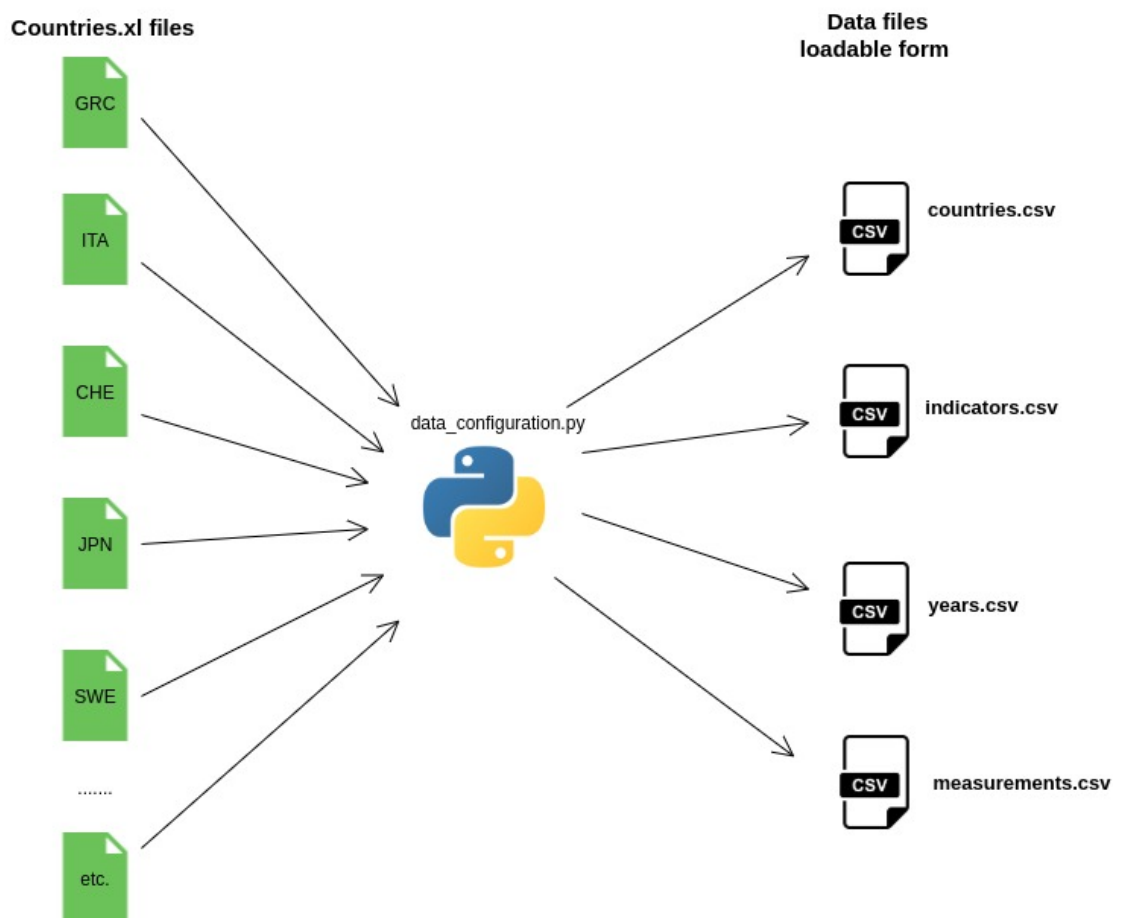 Countries.xl files
Data files
loadable form
GRC
ITA
CHE
JPN
SWE
.......
etc.
data_configuration.py
CSV
countries.csv
CSV
indicators.csv
CSV
years.csv
CSV
measurements.csv